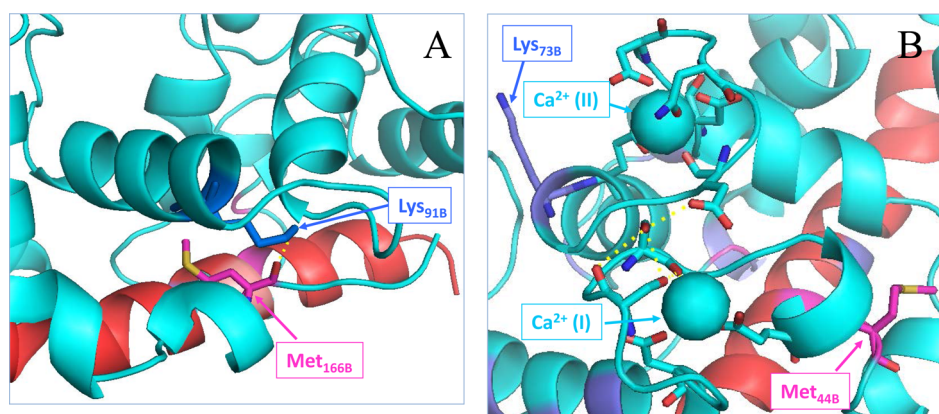 A
Lys91B
Met166B
B
Lys73B
Ca2+ (II)
Ca2+ (I)
Met44B